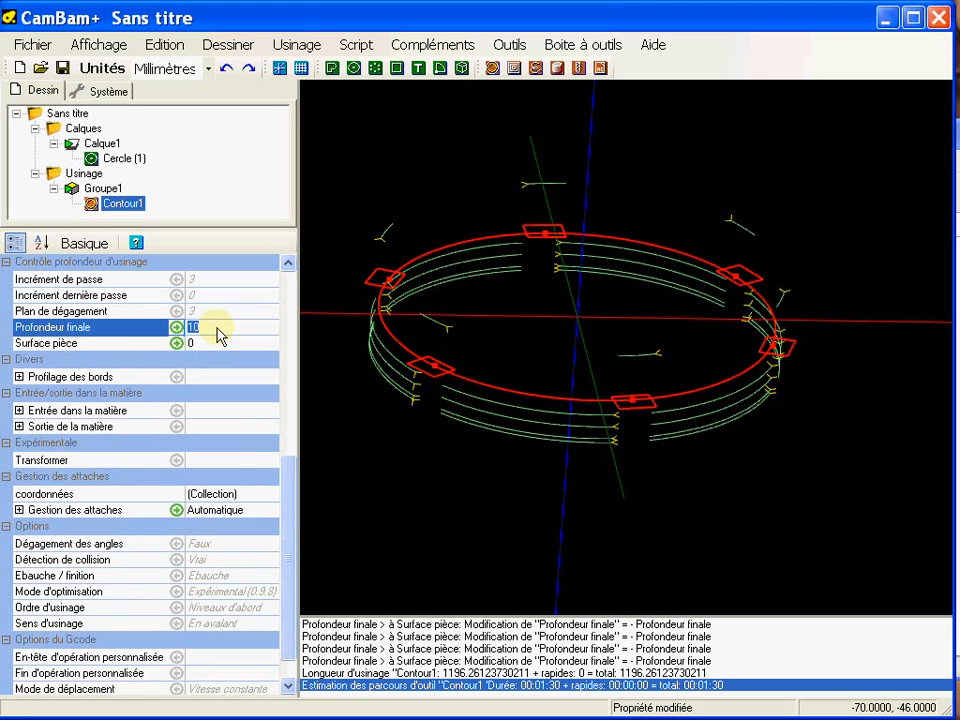 CamBam+ Sans titre
Fichier Affichage Edition Dessiner Usinage Script Compléments Outils Boite à outils Aide
Unités Millimètres
Dessin Système
Sans titre
Calques
Calque1
Cercle (1)
Usinage
Groupe1
Contour1
Basique
Contrôle profondeur d'usinage
Incrément de passe 3
Incrément dernière passe 0
Plan de dégagement 3
Profondeur finale 10
Surface pièce 0
Divers
Profilage des bords
Entrée/sortie dans la matière
Entrée dans la matière
Sortie de la matière
Expérimentale
Transformer
Gestion des attaches
coordonnées (Collection)
Gestion des attaches Automatique
Options
Dégagement des angles Faux
Détection de collision Vrai
Ebauche / finition Ebauche
Mode d'optimisation Expérimental (0.9.8)
Ordre d'usinage Niveaux d'abord
Sens d'usinage En avalant
Options du Gcode
En-tête d'opération personnalisée
Fin d'opération personnalisée
Mode de déplacement Vitesse constante
Profondeur finale > à Surface pièce: Modification de "Profondeur finale" = - Profondeur finale
Profondeur finale > à Surface pièce: Modification de "Profondeur finale" = - Profondeur finale
Profondeur finale > à Surface pièce: Modification de "Profondeur finale" = - Profondeur finale
Profondeur finale > à Surface pièce: Modification de "Profondeur finale" = - Profondeur finale
Longueur d'usinage "Contour1: 1196.26123730211 + rapides: 0 = total: 1196.26123730211
Estimation des parcours d'outil "Contour1 'Durée: 00:01:30 + rapides: 00:00:00 = total: 00:01:30
Propriété modifiée -70.0000, -46.0000